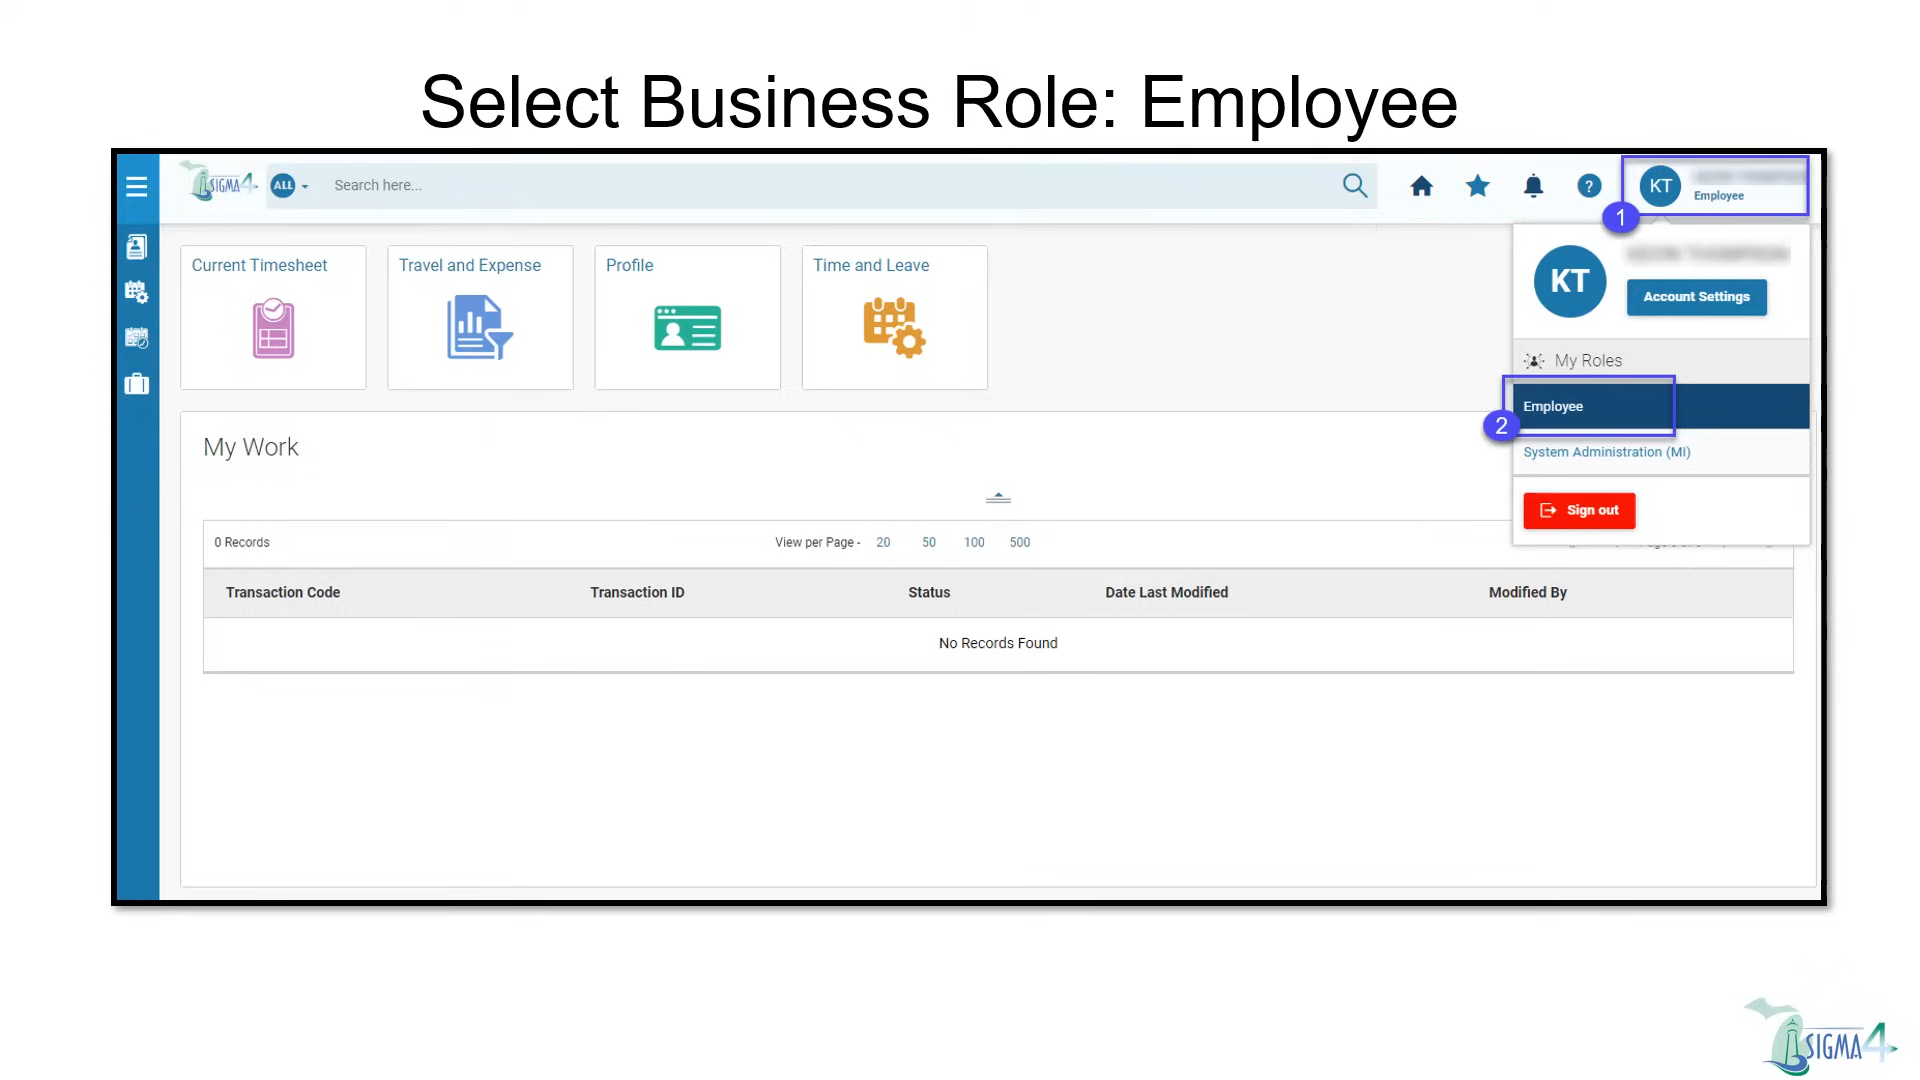 Select Business Role: Employee
SIGMA4
ALL
Search here...
?
KT
Employee
1
Current Timesheet
Travel and Expense
Profile
Time and Leave
KT
Account Settings
My Roles
Employee
2
System Administration (MI)
Sign out
My Work
0 Records
View per Page - 20 50 100 500
Transaction Code Transaction ID Status Date Last Modified Modified By
No Records Found
SIGMA4